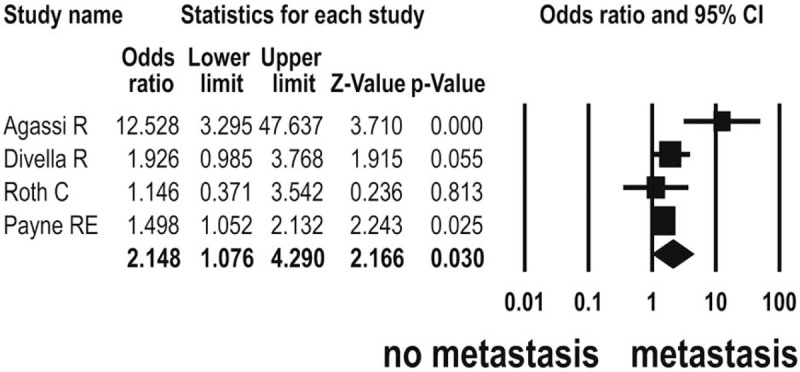 Study name Statistics for each study Odds ratio and 95% CI
Odds Lower Upper
ratio limit limit Z-Value p-Value
Agassi R 12.528 3.295 47.637 3.710 0.000
Divella R 1.926 0.985 3.768 1.915 0.055
Roth C 1.146 0.371 3.542 0.236 0.813
Payne RE 1.498 1.052 2.132 2.243 0.025
2.148 1.076 4.290 2.166 0.030
0.01 0.1 1 10 100
no metastasis metastasis